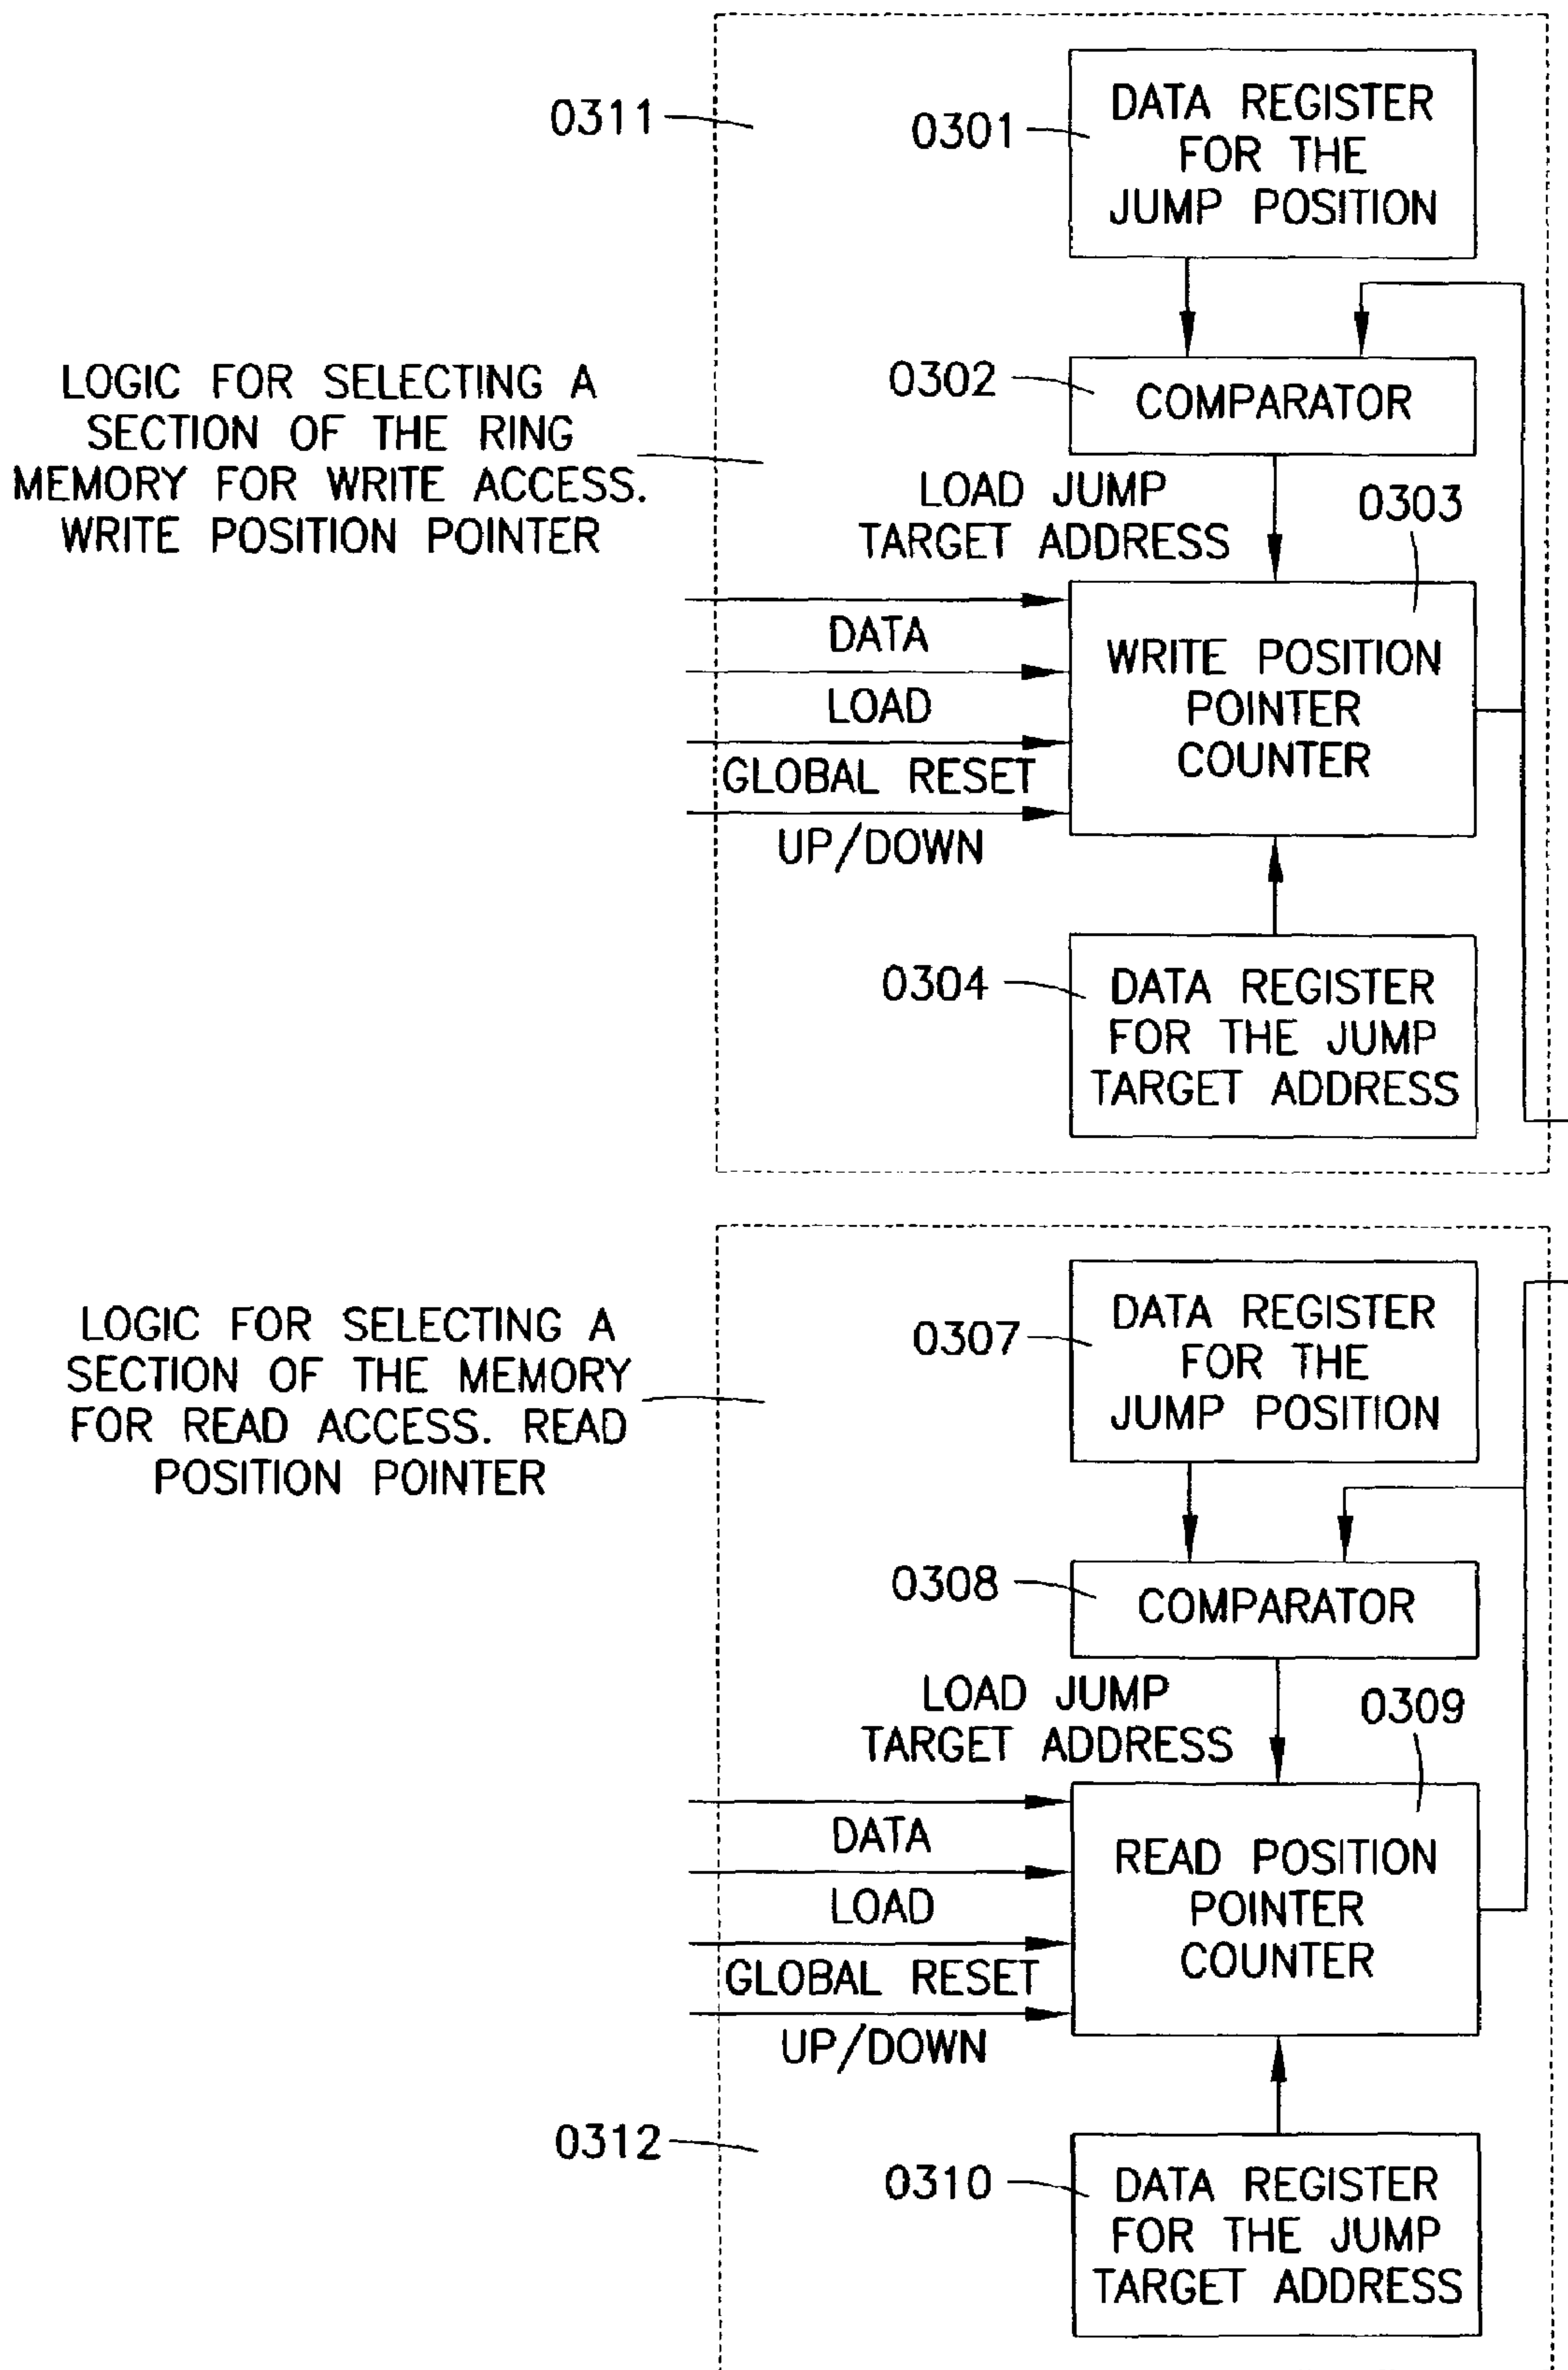 0311
0301
DATA REGISTER
FOR THE
JUMP POSITION
LOGIC FOR SELECTING A
SECTION OF THE RING
MEMORY FOR WRITE ACCESS.
WRITE POSITION POINTER
0302
COMPARATOR
LOAD JUMP
TARGET ADDRESS
0303
DATA
LOAD
GLOBAL RESET
UP/DOWN
WRITE POSITION
POINTER
COUNTER
0304
DATA REGISTER
FOR THE JUMP
TARGET ADDRESS
LOGIC FOR SELECTING A
SECTION OF THE MEMORY
FOR READ ACCESS. READ
POSITION POINTER
0307
DATA REGISTER
FOR THE
JUMP POSITION
0308
COMPARATOR
LOAD JUMP
TARGET ADDRESS
0309
DATA
LOAD
GLOBAL RESET
UP/DOWN
READ POSITION
POINTER
COUNTER
0312
0310
DATA REGISTER
FOR THE JUMP
TARGET ADDRESS